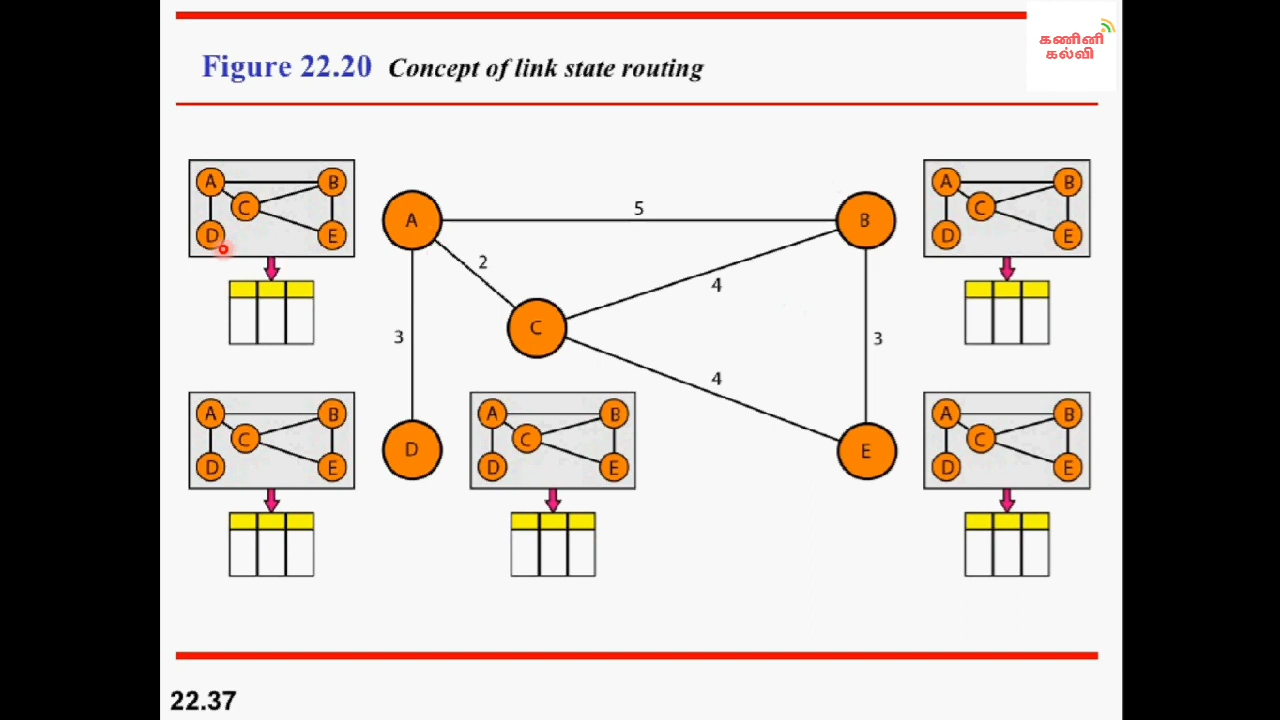 கணினி
கல்வி
Figure 22.20 Concept of link state routing
A B
C
D E
A 5 B
2
4
C
3 3
4
D E
A B
C
D E
A B
C
D E
A B
C
D E
A B
C
D E
22.37